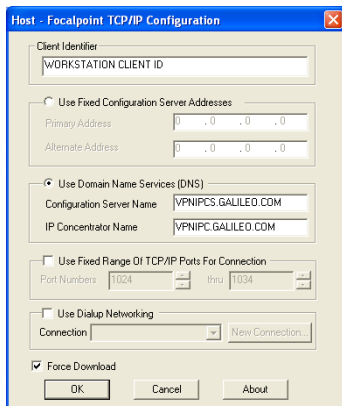 Host - Focalpoint TCP/IP Configuration
Client Identifier
WORKSTATION CLIENT ID
Use Fixed Configuration Server Addresses
Primary Address 0 . 0 . 0 . 0
Alternate Address 0 . 0 . 0 . 0
Use Domain Name Services (DNS)
Configuration Server Name VPNIPCS.GALILEO.COM
IP Concentrator Name VPNIPC.GALILEO.COM
Use Fixed Range Of TCP/IP Ports For Connection
Port Numbers 1024 thru 1034
Use Dialup Networking
Connection New Connection...
Force Download
OK Cancel About